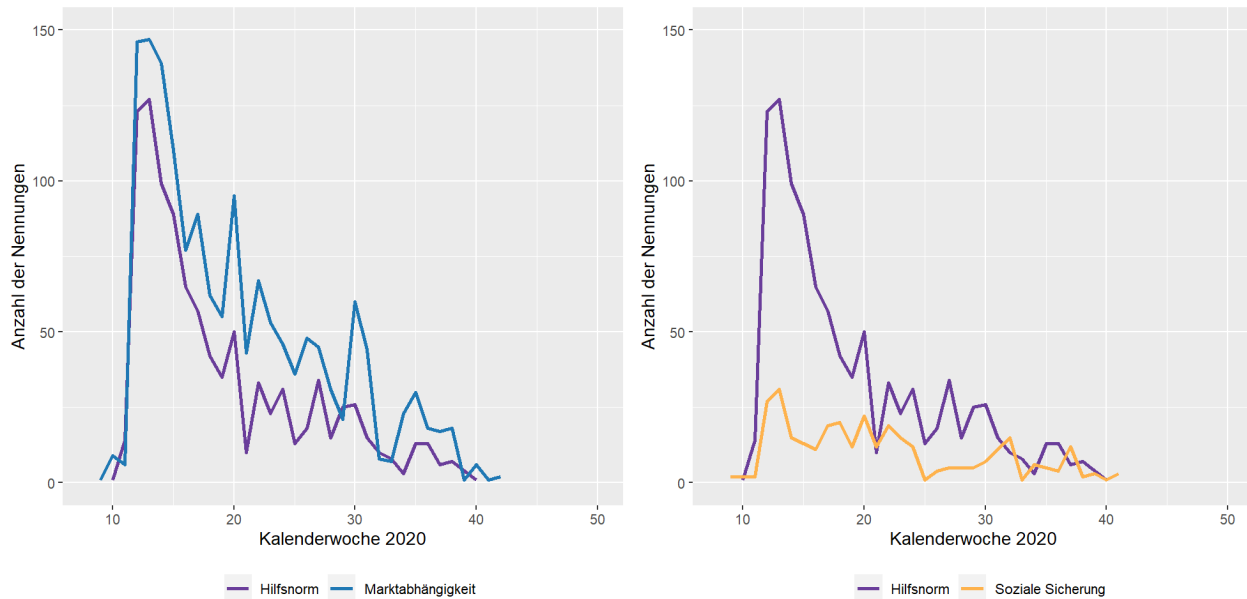 Anzahl der Nennungen
150
100
50
0
10 20 30 40 50
Kalenderwoche 2020
Hilfsnorm Marktabhängigkeit
Anzahl der Nennungen
150
100
50
0
10 20 30 40 50
Kalenderwoche 2020
Hilfsnorm Soziale Sicherung